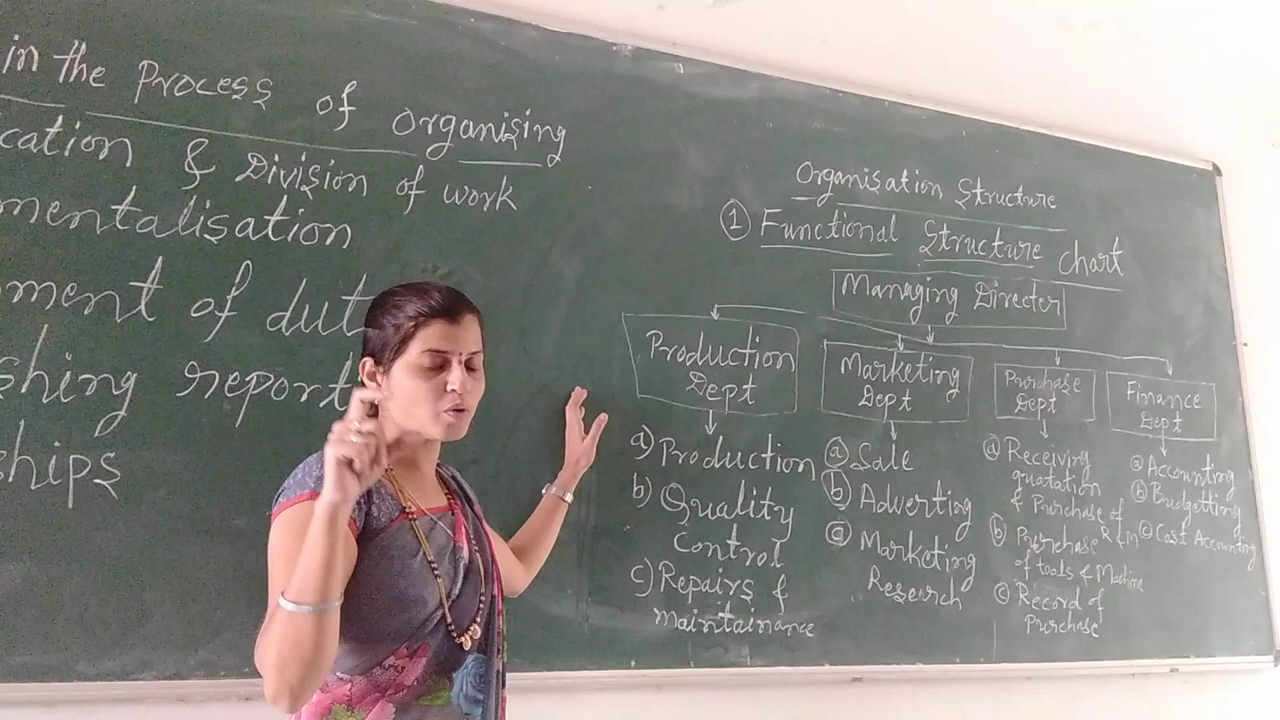 in the Process of organising
ication & Division of work
mentalisation
ment of dut
shing report
ships
Organisation Structure
① Functional Structure chart
Managing Director
Production
Dept
a) Production
b) Quality
Control
c) Repairs &
maintainance
Marketing
Dept
ⓐ Sale
ⓑ Adverting
ⓓ Marketing
Research
Purchase
Dept
ⓐ Receiving
quatation
& Purchase of
ⓑ Purchase
of tools & Machine
ⓒ Record of
Purchase
Finance
Dept
ⓐ Accounting
ⓑ Budgetting
ⓒ Cost Accounting